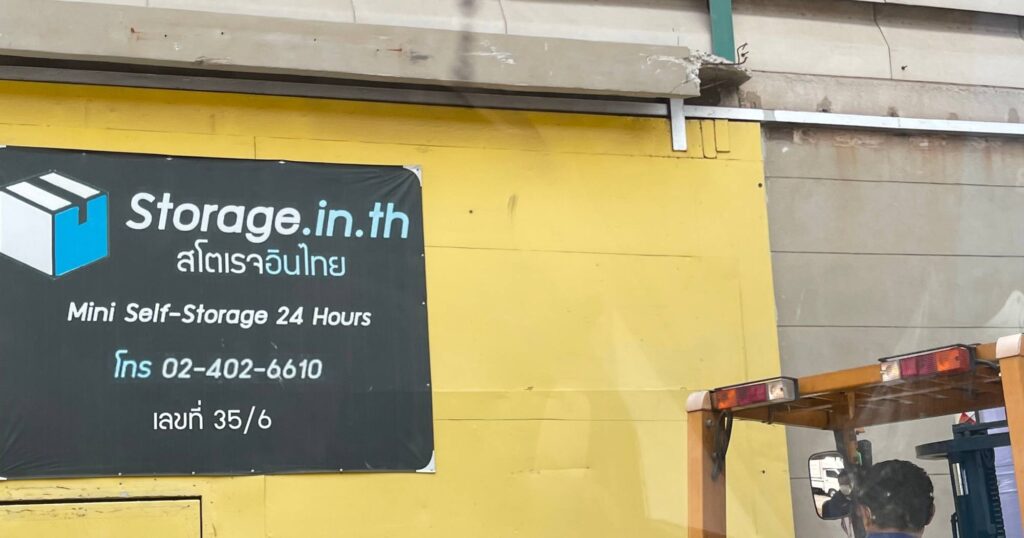 Storage.in.th
สโตเรจอินไทย
Mini Self-Storage 24 Hours
โทร 02-402-6610
เลขที่ 35/6